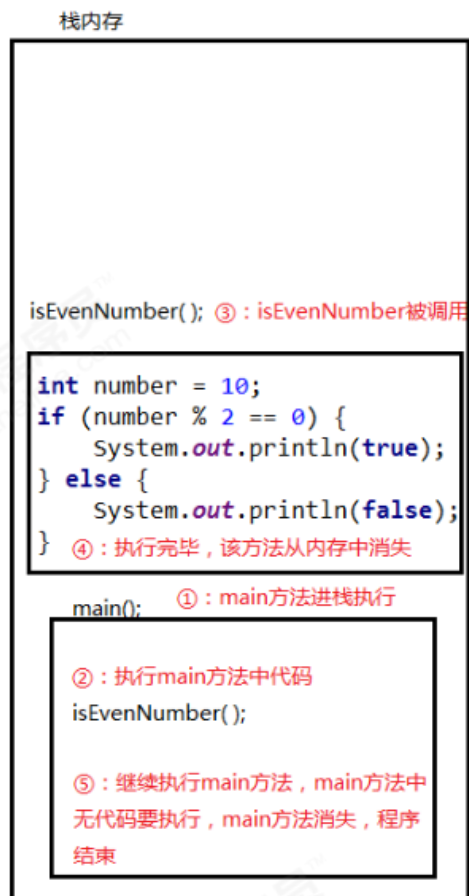 栈内存
isEvenNumber( ); ③：isEvenNumber被调用
int number = 10;
if (number % 2 == 0) {
    System.out.println(true);
} else {
    System.out.println(false);
} ④：执行完毕，该方法从内存中消失
main(); ①：main方法进栈执行
②：执行main方法中代码
isEvenNumber( );
⑤：继续执行main方法，main方法中
无代码要执行，main方法消失，程序
结束